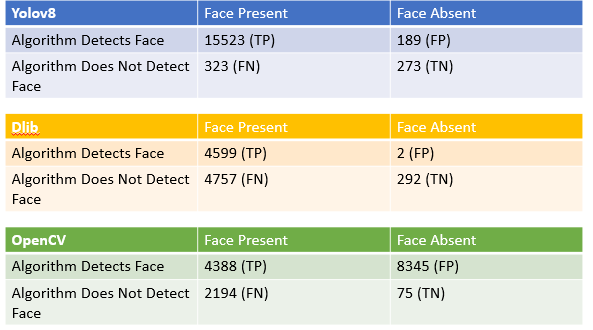 Yolov8 Face Present Face Absent
Algorithm Detects Face 15523 (TP) 189 (FP)
Algorithm Does Not Detect 323 (FN) 273 (TN)
Face
Dlib Face Present Face Absent
Algorithm Detects Face 4599 (TP) 2 (FP)
Algorithm Does Not Detect 4757 (FN) 292 (TN)
Face
OpenCV Face Present Face Absent
Algorithm Detects Face 4388 (TP) 8345 (FP)
Algorithm Does Not Detect 2194 (FN) 75 (TN)
Face